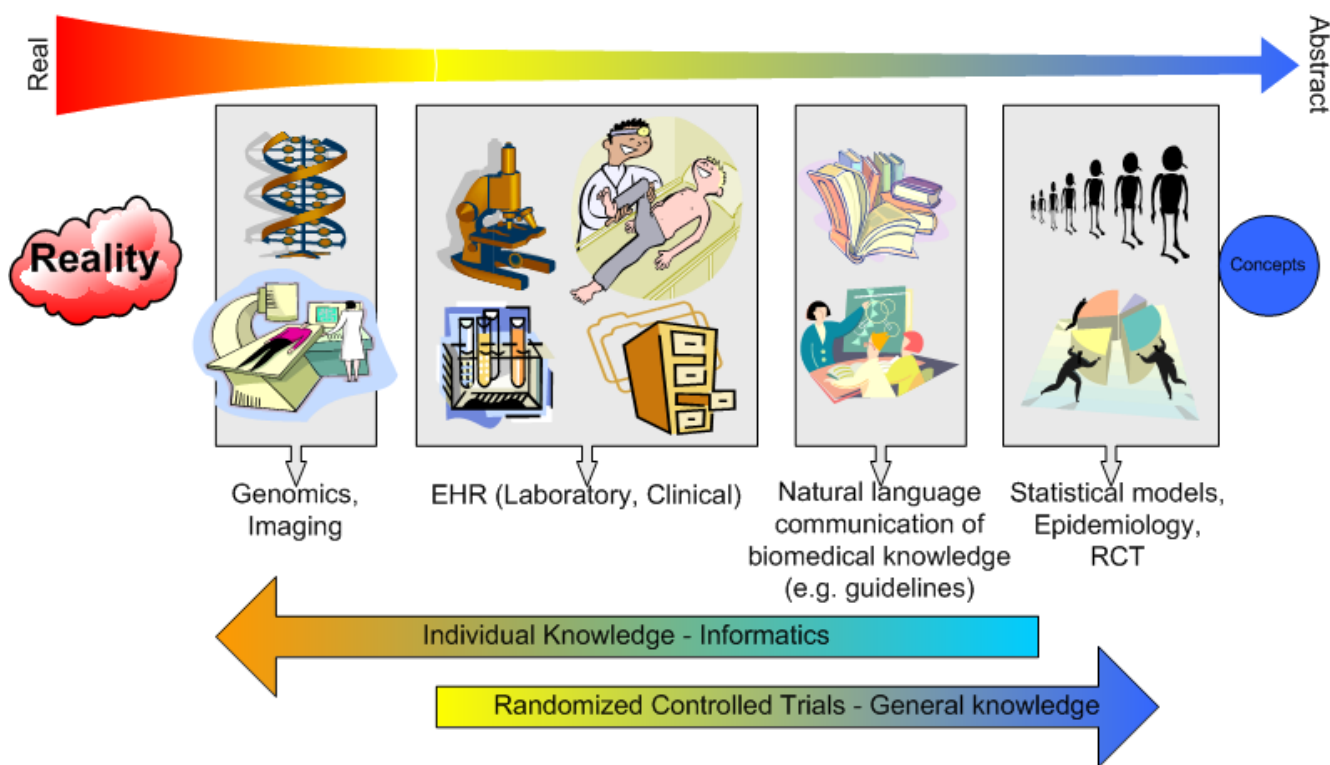 Real
Abstract
Reality
Concepts
Genomics,
Imaging
EHR (Laboratory, Clinical)
Natural language
communication of
biomedical knowledge
(e.g. guidelines)
Statistical models,
Epidemiology,
RCT
Individual Knowledge - Informatics
Randomized Controlled Trials - General knowledge